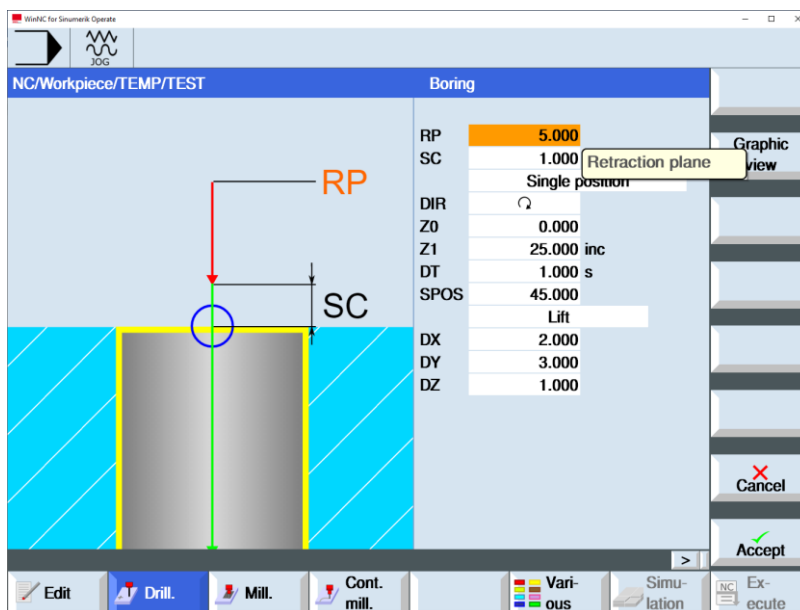 WinNC for Sinumerik Operate
JOG
NC/Workpiece/TEMP/TEST
Boring
RP
SC
RP 5.000
SC 1.000
Retraction plane
Single position
DIR
Z0 0.000
Z1 25.000 inc
DT 1.000 s
SPOS 45.000
Lift
DX 2.000
DY 3.000
DZ 1.000
Graphic
view
Cancel
Accept
>
Edit
Drill.
Mill.
Cont.
mill.
Vari-
ous
Simu-
lation
NC
Ex-
ecute